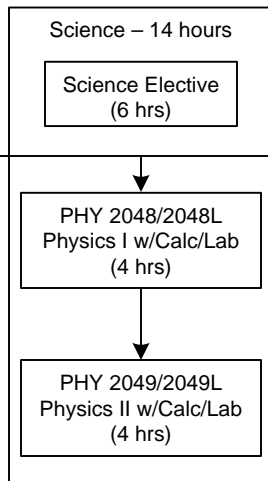 Science – 14 hours
Science Elective
(6 hrs)
PHY 2048/2048L
Physics I w/Calc/Lab
(4 hrs)
PHY 2049/2049L
Physics II w/Calc/Lab
(4 hrs)